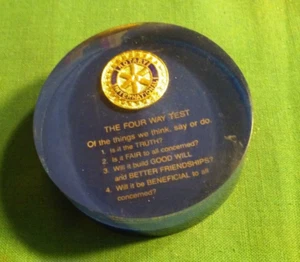 ROTARY
INTERNATIONAL
THE FOUR WAY TEST
Of the things we think, say or do.
1. Is it the TRUTH?
2. Is it FAIR to all concerned?
3. Will it build GOOD WILL
and BETTER FRIENDSHIPS?
4. Will it be BENEFICIAL to all
concerned?